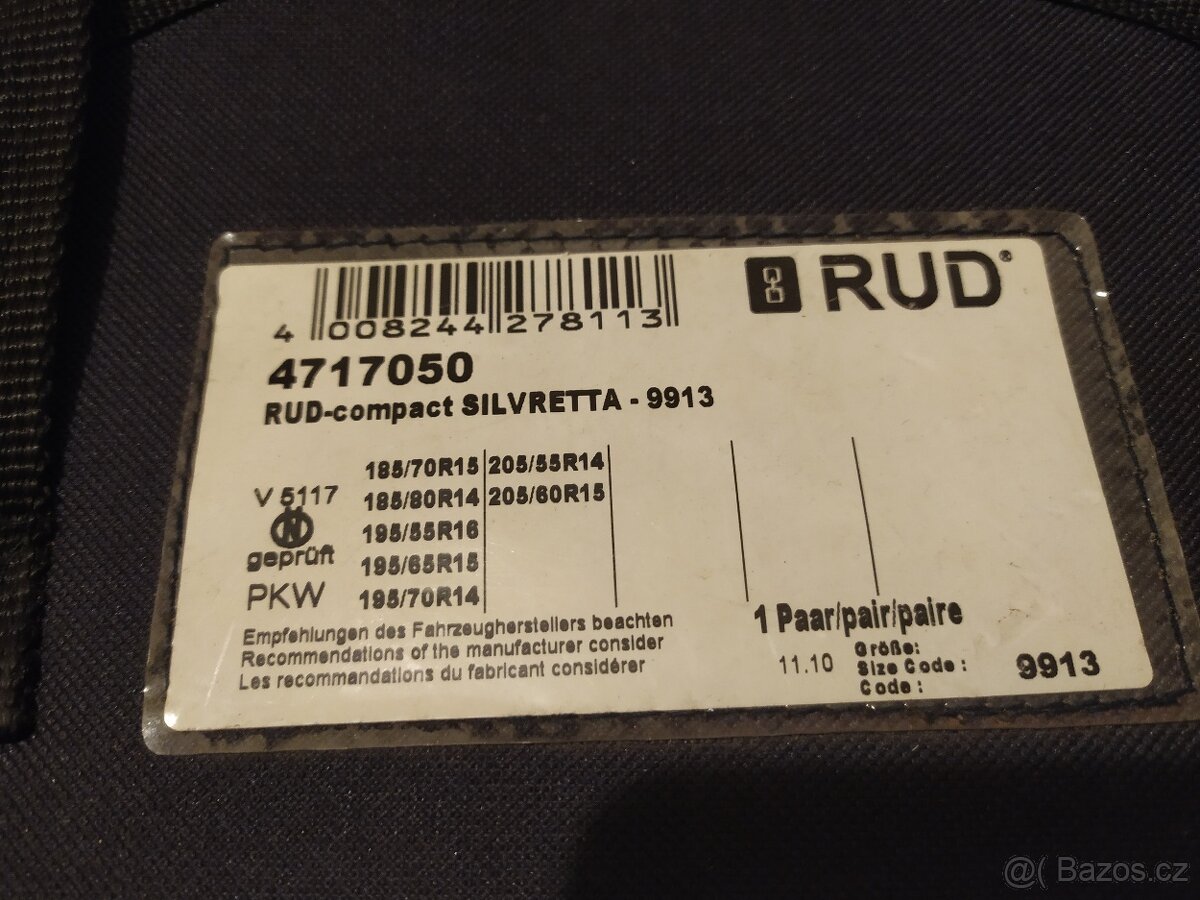 4 008244 278113
RUD®
4717050
RUD-compact SILVRETTA - 9913
V 5117
geprüft
PKW
185/70R15
185/80R14
195/55R16
195/65R15
195/70R14
205/55R14
205/60R15
Empfehlungen des Fahrzeugherstellers beachten
Recommendations of the manufacturer consider
Les recommandations du fabricant considérer
1 Paar/pair/paire
11.10
Größe:
Size Code :
Code :
9913
@( Bazos.cz